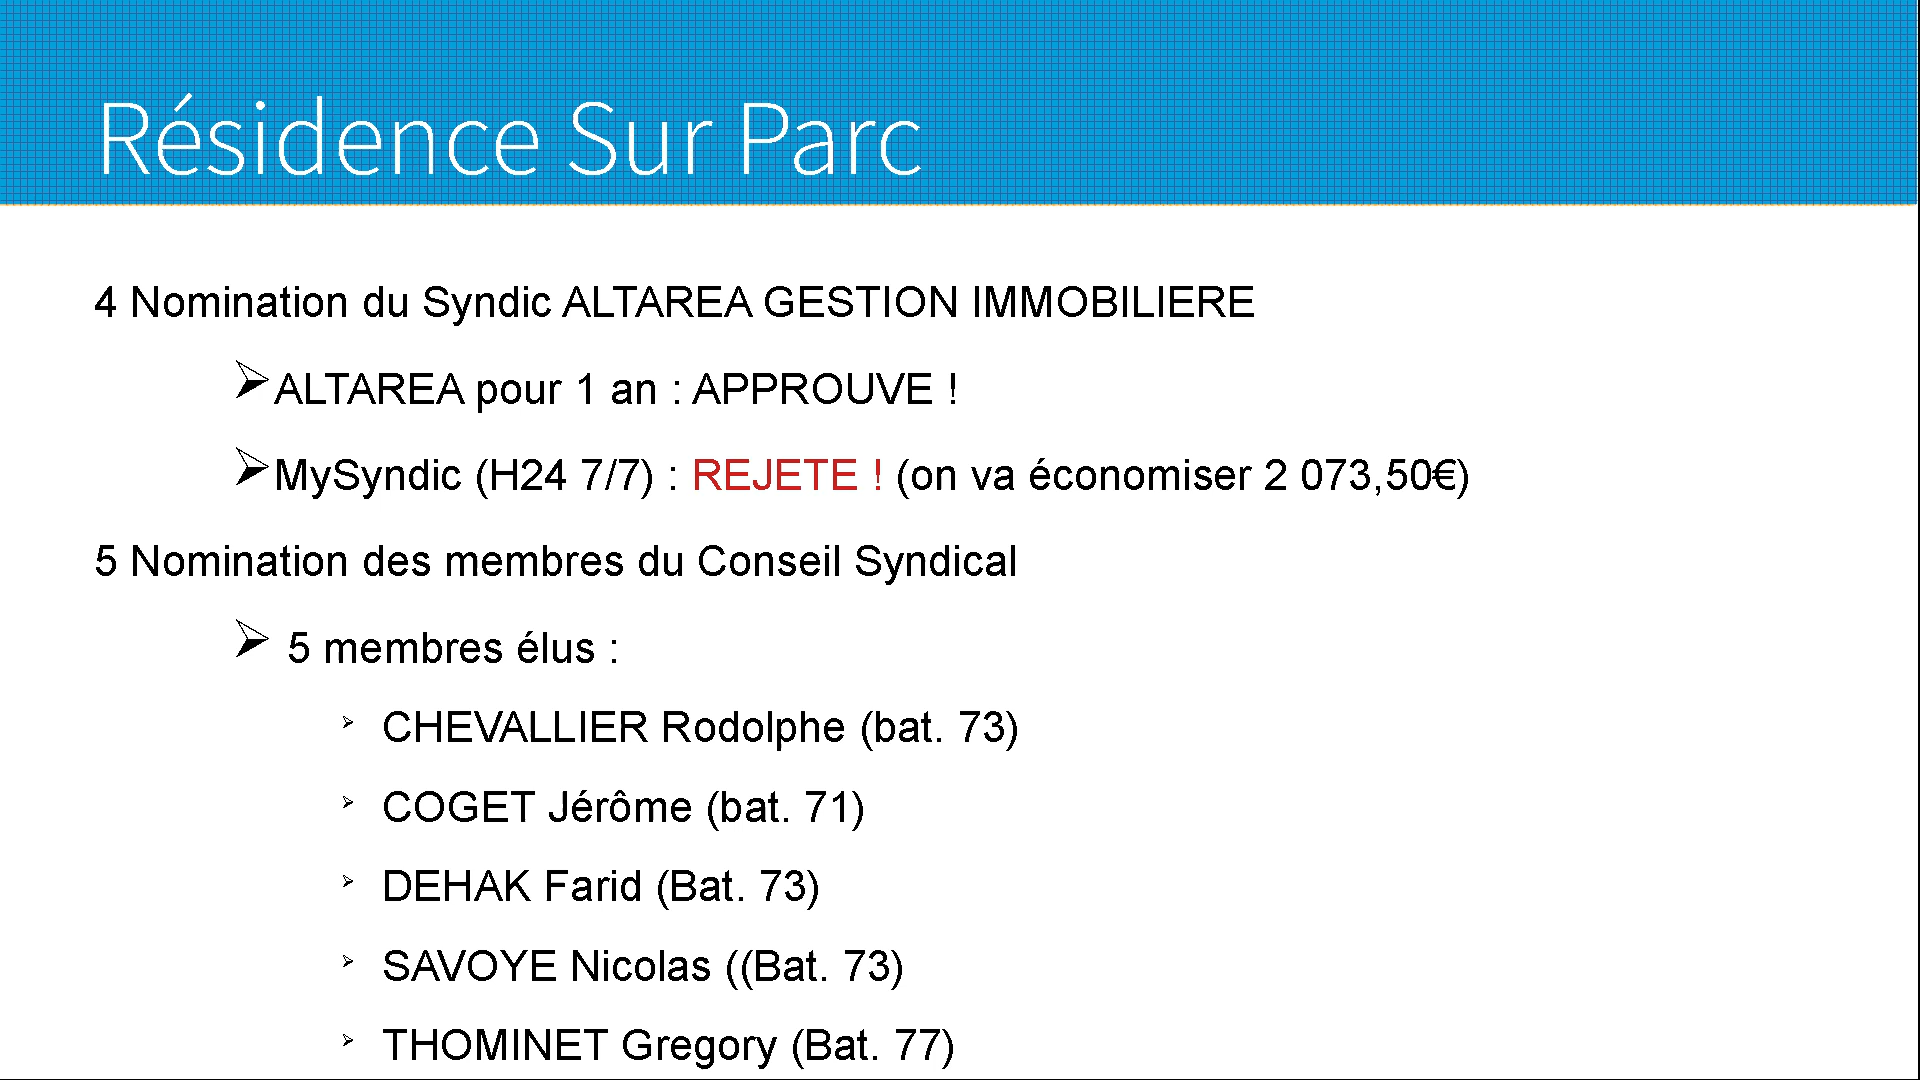 Résidence Sur Parc
4 Nomination du Syndic ALTAREA GESTION IMMOBILIERE
➢ALTAREA pour 1 an : APPROUVE !
➢MySyndic (H24 7/7) : REJETE ! (on va économiser 2 073,50€)
5 Nomination des membres du Conseil Syndical
➢ 5 membres élus :
➢ CHEVALLIER Rodolphe (bat. 73)
➢ COGET Jérôme (bat. 71)
➢ DEHAK Farid (Bat. 73)
➢ SAVOYE Nicolas ((Bat. 73)
➢ THOMINET Gregory (Bat. 77)